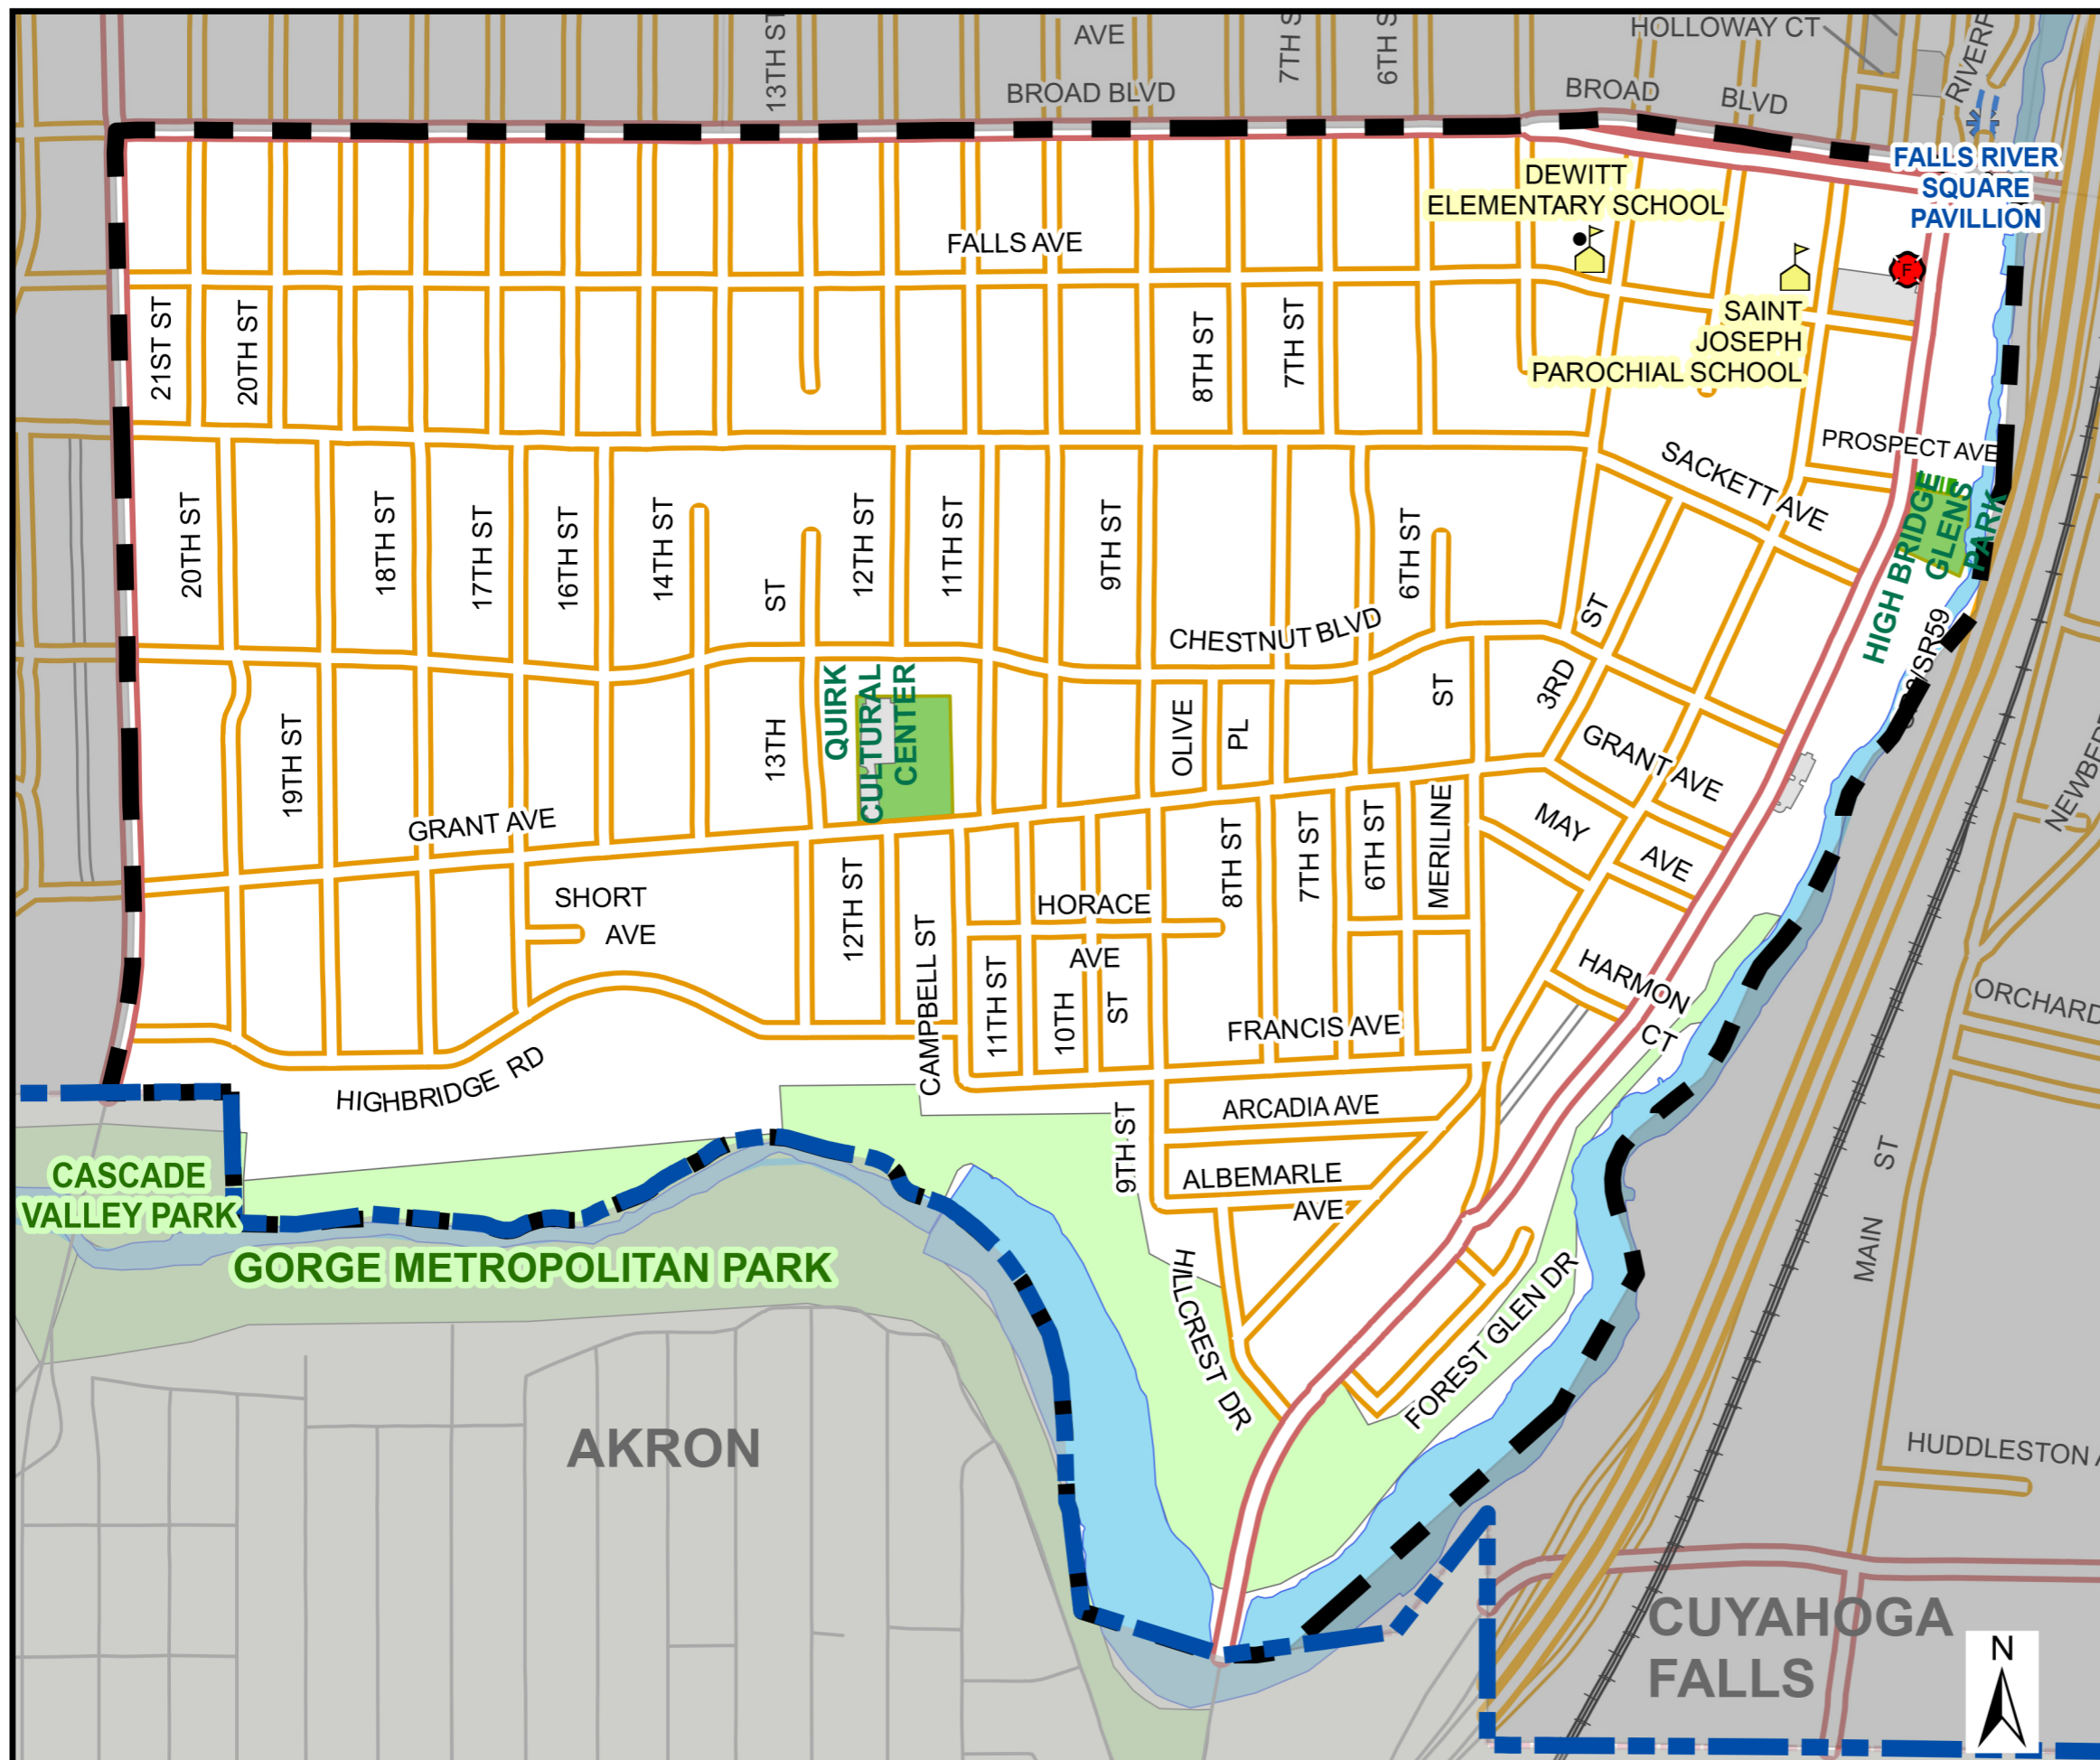 13TH ST
AVE
7TH S
6TH S
HOLLOWAY CT
RIVERF
BROAD BLVD
BROAD
BLVD
FALLS RIVER
SQUARE
PAVILLION
DEWITT
ELEMENTARY SCHOOL
FALLS AVE
F
21ST ST
20TH ST
8TH ST
7TH ST
SAINT
JOSEPH
PAROCHIAL SCHOOL
PROSPECT AVE
SACKETT AVE
HIGH BRIDGE
GLENS
PARK
20TH ST
18TH ST
17TH ST
16TH ST
14TH ST
ST
12TH ST
11TH ST
9TH ST
6TH ST
ST
CHESTNUT BLVD
/SR59
QUIRK
CULTURAL
CENTER
19TH ST
13TH
OLIVE
PL
ST
3RD
GRANT AVE
GRANT AVE
NEWBE
MAY
AVE
8TH ST
7TH ST
6TH ST
MERILINE
SHORT
AVE
12TH ST
CAMPBELL ST
HORACE
AVE
11TH ST
10TH
ST
HARMON
CT
ORCHARD
FRANCIS AVE
HIGHBRIDGE RD
ARCADIA AVE
9TH ST
ALBEMARLE
AVE
CASCADE
VALLEY PARK
GORGE METROPOLITAN PARK
MAIN
ST
HILLCREST DR
FOREST GLEN DR
AKRON
HUDDLESTON A
CUYAHOGA
FALLS
N